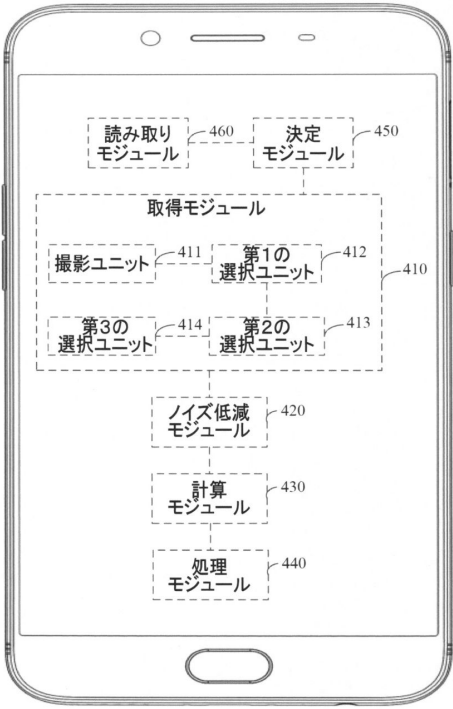 読み取り
モジュール
460
決定
モジュール
450
取得モジュール
撮影ユニット
411
第1の
選択ユニット
412
410
第3の
選択ユニット
414
第2の
選択ユニット
413
ノイズ低減
モジュール
420
計算
モジュール
430
処理
モジュール
440